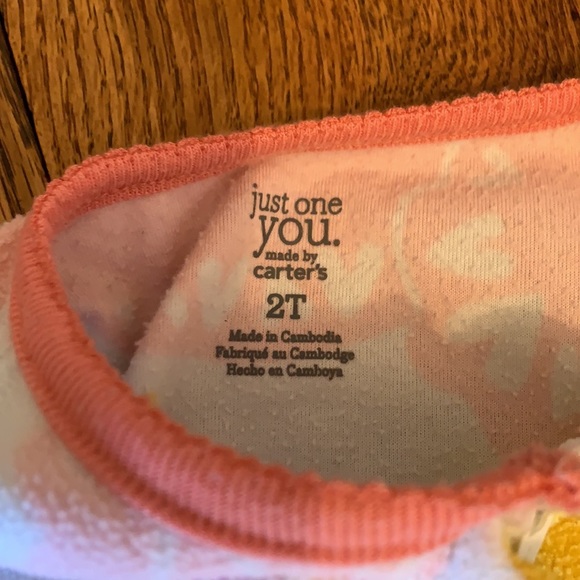 just one
you.
made by
carter's
2T
Made in Cambodia
Fabriqué au Cambodge
Hecho en Camboya